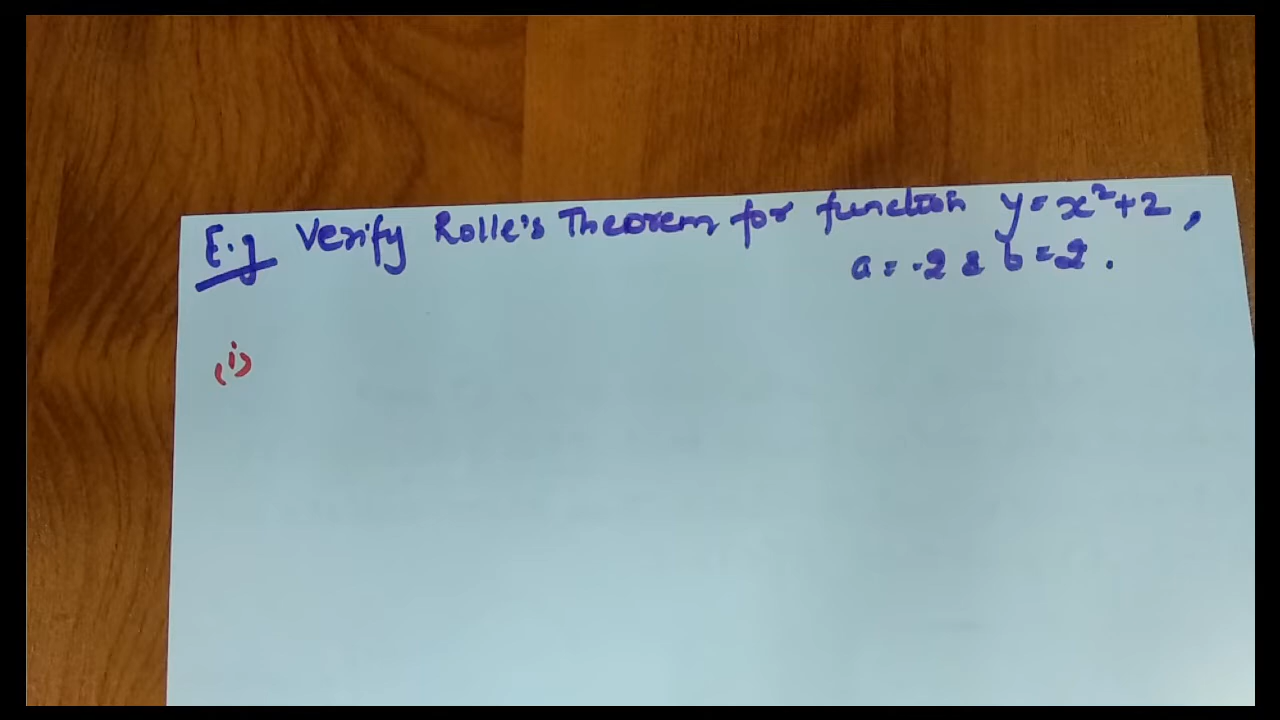 E.g Verify Rolle's Theorem for function y = x²+2,
a = -2 & b = 2.
(i)